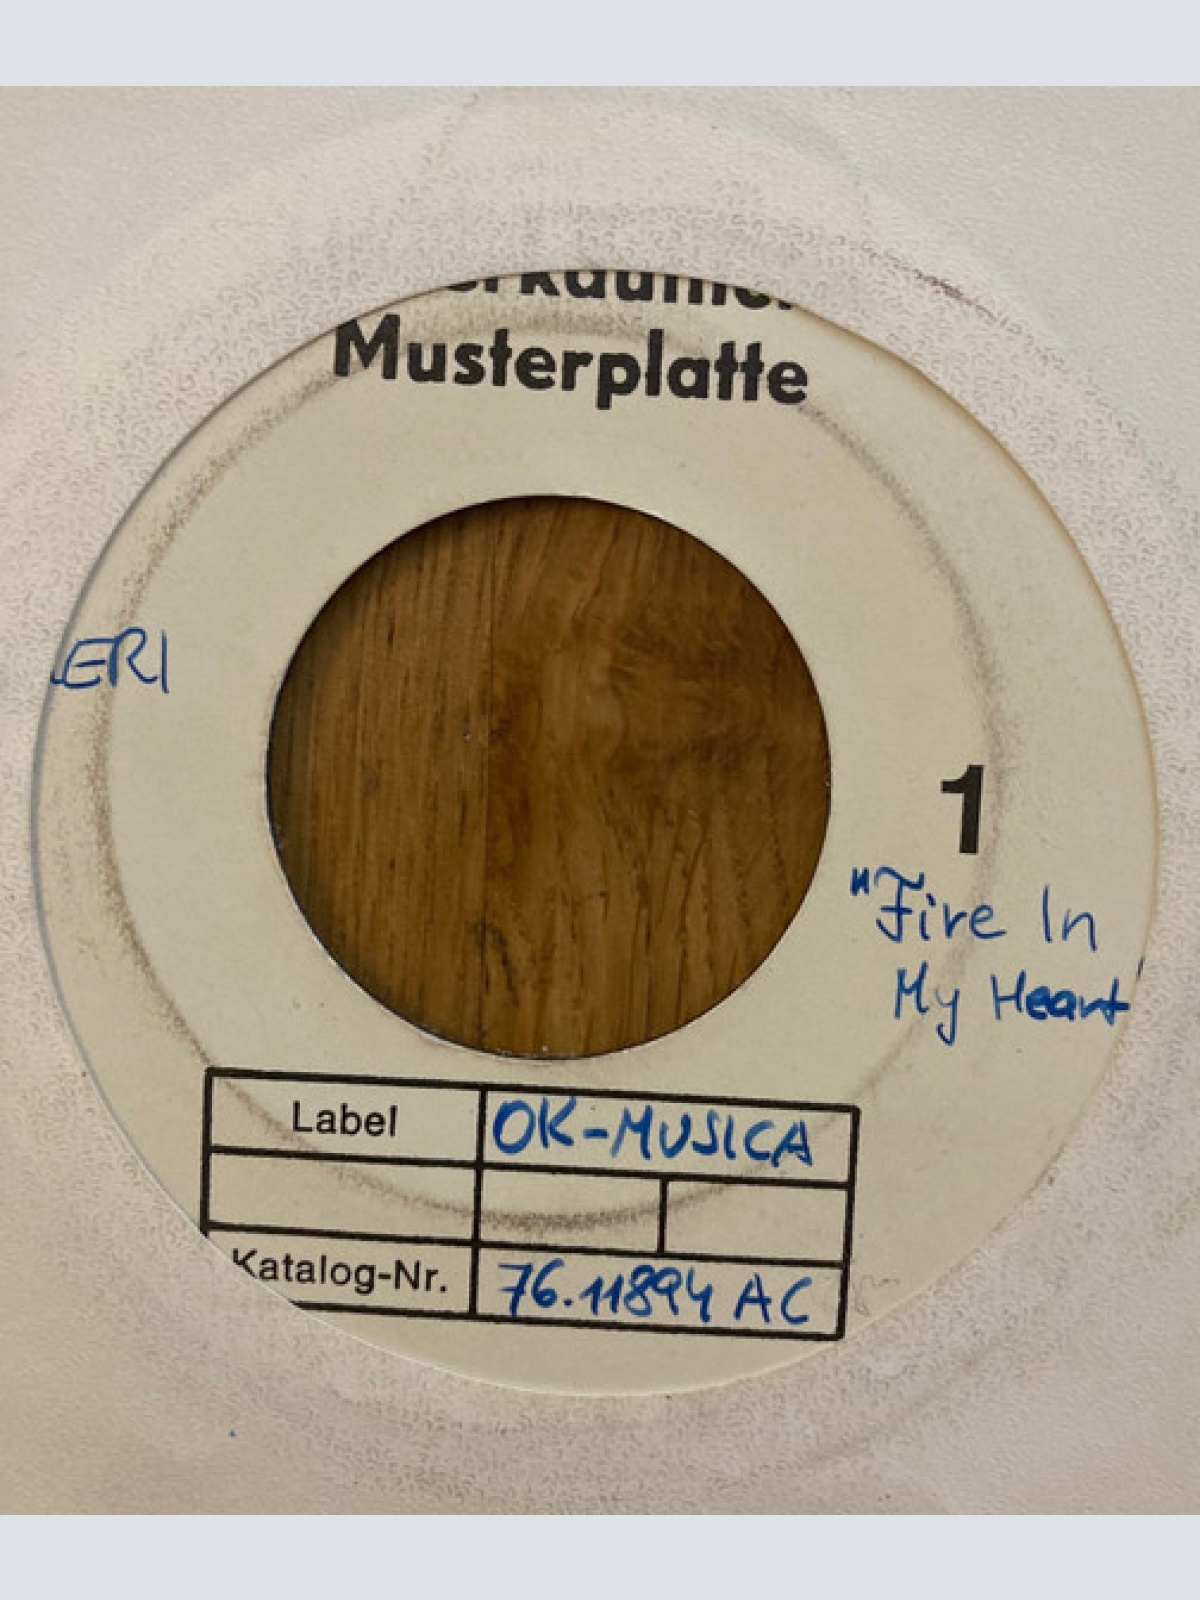 Musterplatte
ERI
1
"Fire In
My Heart"
Label OK-MUSICA
Katalog-Nr. 76.11894 AC